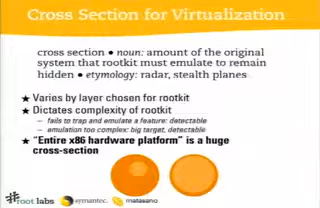 Cross Section for Virtualization
cross section • noun: amount of the original
system that rootkit must emulate to remain
hidden • etymology: radar, stealth planes
★ Varies by layer chosen for rootkit
★ Dictates complexity of rootkit
– fails to trap and emulate a feature: detectable
– emulation too complex: big target, detectable
★ "Entire x86 hardware platform" is a huge
cross-section
root labs symantec. matasano